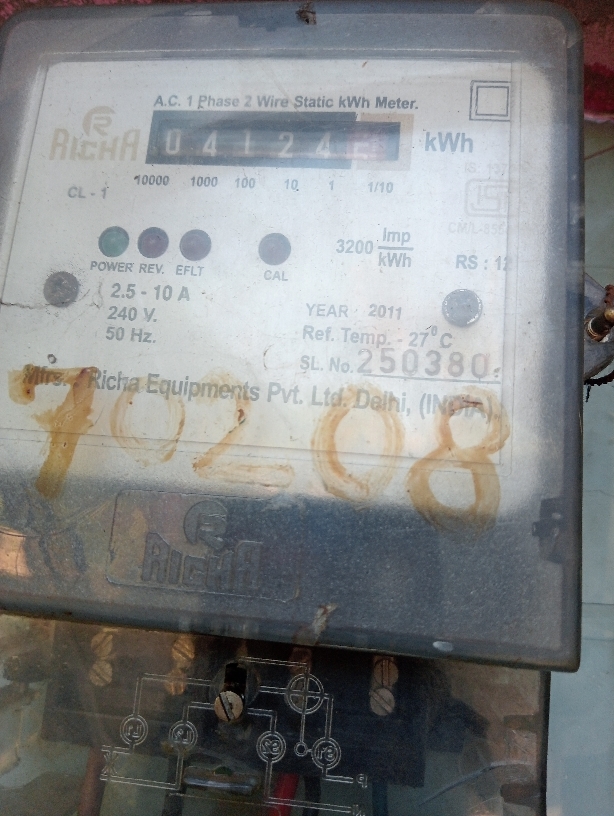 A.C. 1 Phase 2 Wire Static kWh Meter.
RICHA
0 4 1 2 4
kWh
10000 1000 100 10 1 1/10
CL - 1
3200 Imp/kWh
POWER REV. EFLT
CAL
RS : 12
2.5 - 10 A
240 V.
50 Hz.
YEAR : 2011
Ref. Temp. - 27°C
SL. No. 250380
Mfrs. : Richa Equipments Pvt. Ltd. Delhi, (INDIA)
70208
RICHA